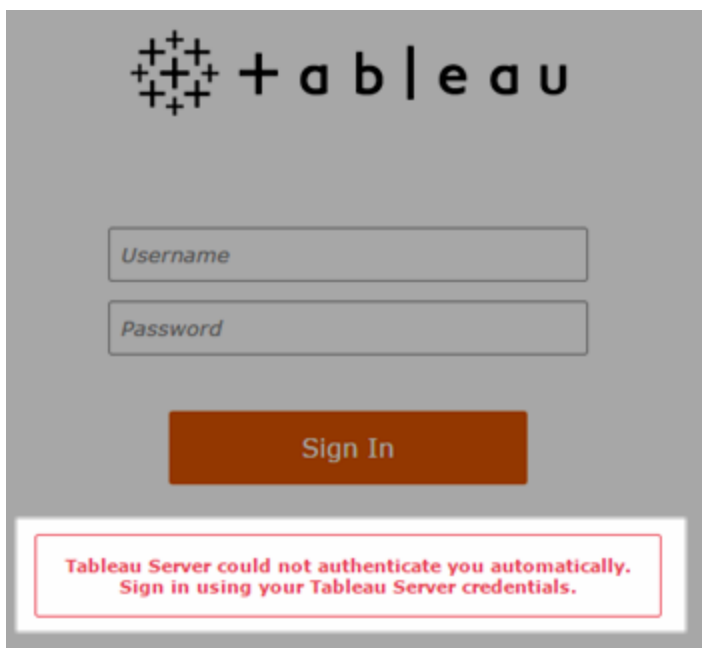 + a b l e a u
Username
Password
Sign In
Tableau Server could not authenticate you automatically.
Sign in using your Tableau Server credentials.